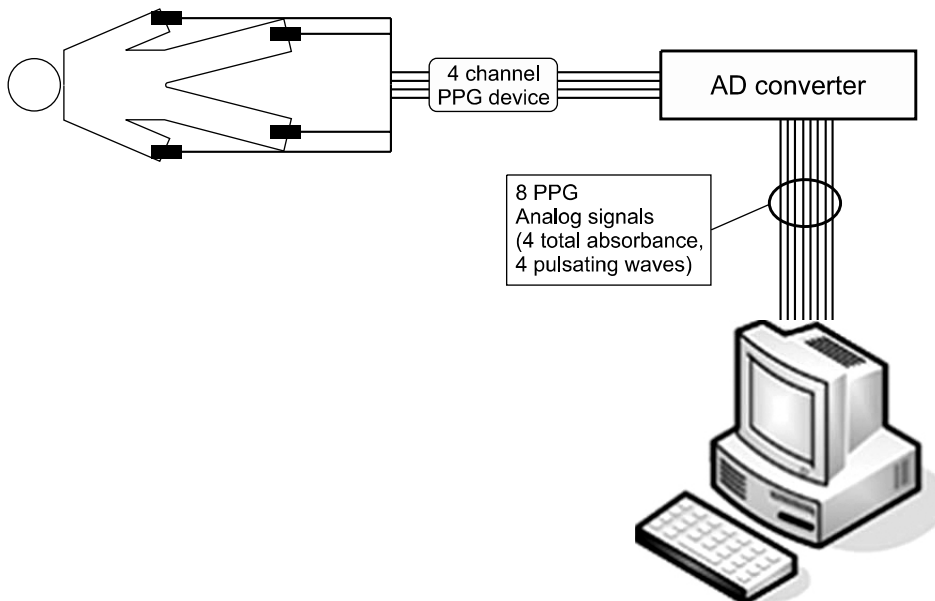 4 channel
PPG device
AD converter
8 PPG
Analog signals
(4 total absorbance,
4 pulsating waves)